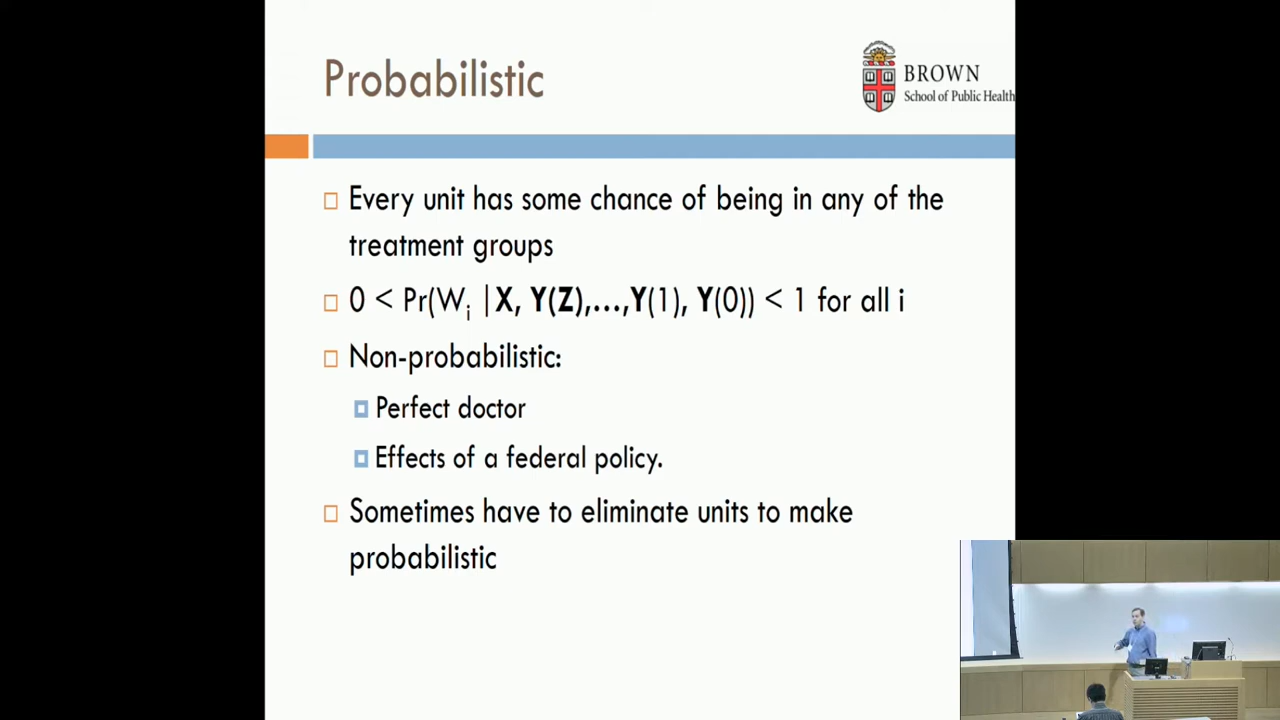 Probabilistic
BROWN
School of Public Health
Every unit has some chance of being in any of the
treatment groups
0 < Pr(Wi |X, Y(Z),...,Y(1), Y(0)) < 1 for all i
Non-probabilistic:
Perfect doctor
Effects of a federal policy.
Sometimes have to eliminate units to make
probabilistic